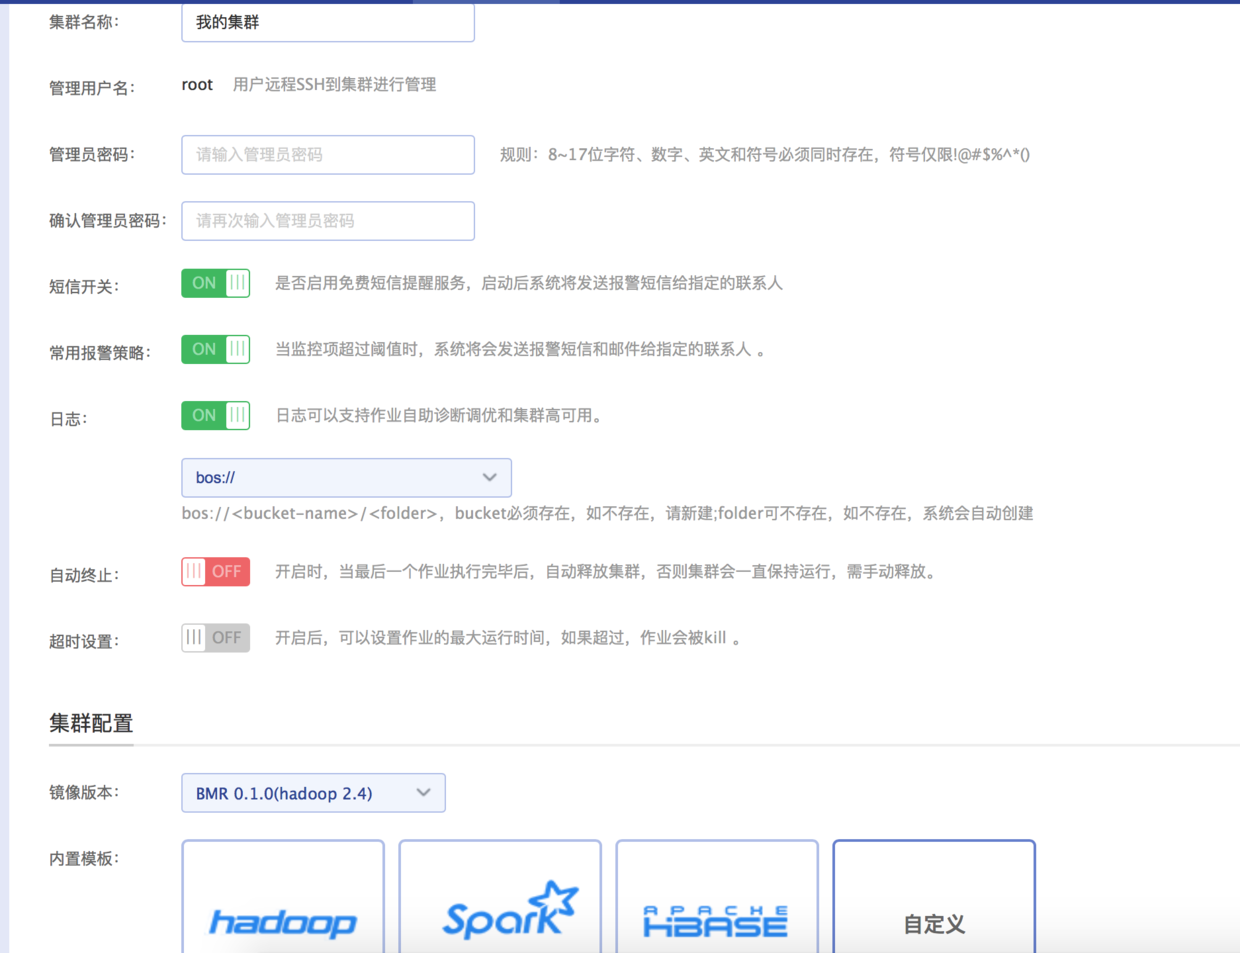 集群名称： 我的集群
管理用户名： root 用户远程SSH到集群进行管理
管理员密码： 请输入管理员密码 规则：8~17位字符、数字、英文和符号必须同时存在，符号仅限!@#$%^*()
确认管理员密码： 请再次输入管理员密码
短信开关： ON 是否启用免费短信提醒服务，启动后系统将发送报警短信给指定的联系人
常用报警策略： ON 当监控项超过阈值时，系统将会发送报警短信和邮件给指定的联系人 。
日志： ON 日志可以支持作业自助诊断调优和集群高可用。
bos://
bos://<bucket-name>/<folder>，bucket必须存在，如不存在，请新建;folder可不存在，如不存在，系统会自动创建
自动终止： OFF 开启时，当最后一个作业执行完毕后，自动释放集群，否则集群会一直保持运行，需手动释放。
超时设置： OFF 开启后，可以设置作业的最大运行时间，如果超过，作业会被kill 。
集群配置
镜像版本： BMR 0.1.0(hadoop 2.4)
内置模板：
hadoop Spark APACHE HBASE 自定义